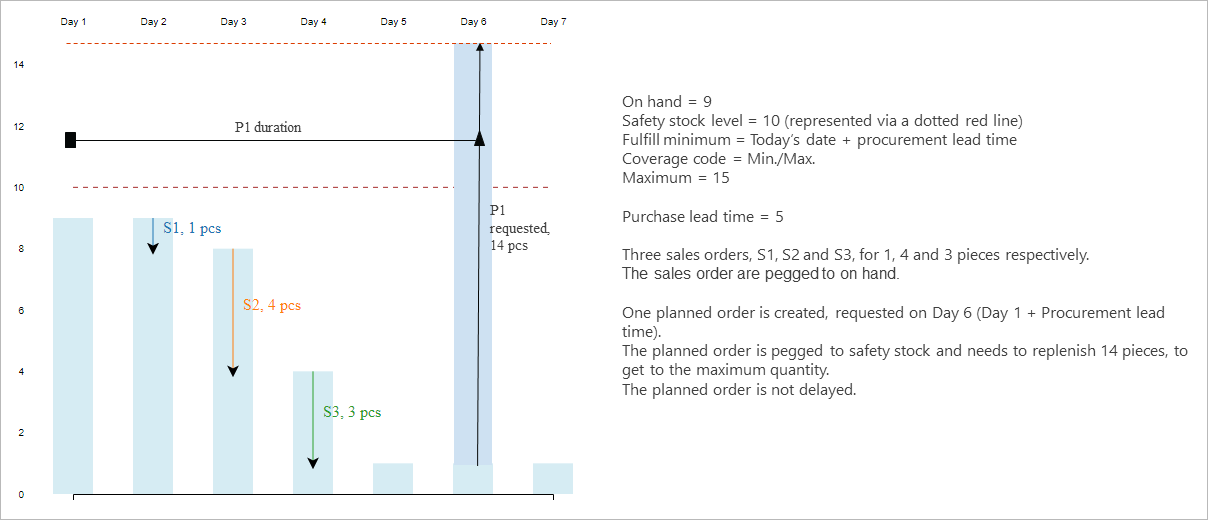 Day 1 Day 2 Day 3 Day 4 Day 5 Day 6 Day 7
14
12
P1 duration
10
P1
requested,
14 pcs
S1, 1 pcs
8
S2, 4 pcs
6
4
S3, 3 pcs
2
0
On hand = 9
Safety stock level = 10 (represented via a dotted red line)
Fulfill minimum = Today's date + procurement lead time
Coverage code = Min./Max.
Maximum = 15
Purchase lead time = 5
Three sales orders, S1, S2 and S3, for 1, 4 and 3 pieces respectively.
The sales order are pegged to on hand.
One planned order is created, requested on Day 6 (Day 1 + Procurement lead
time).
The planned order is pegged to safety stock and needs to replenish 14 pieces, to
get to the maximum quantity.
The planned order is not delayed.